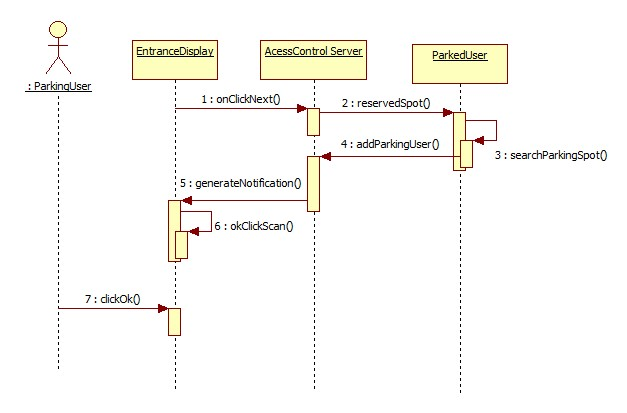 : ParkingUser
EntranceDisplay
AcessControl Server
ParkedUser
1 : onClickNext()
2 : reservedSpot()
3 : searchParkingSpot()
4 : addParkingUser()
5 : generateNotification()
6 : okClickScan()
7 : clickOk()